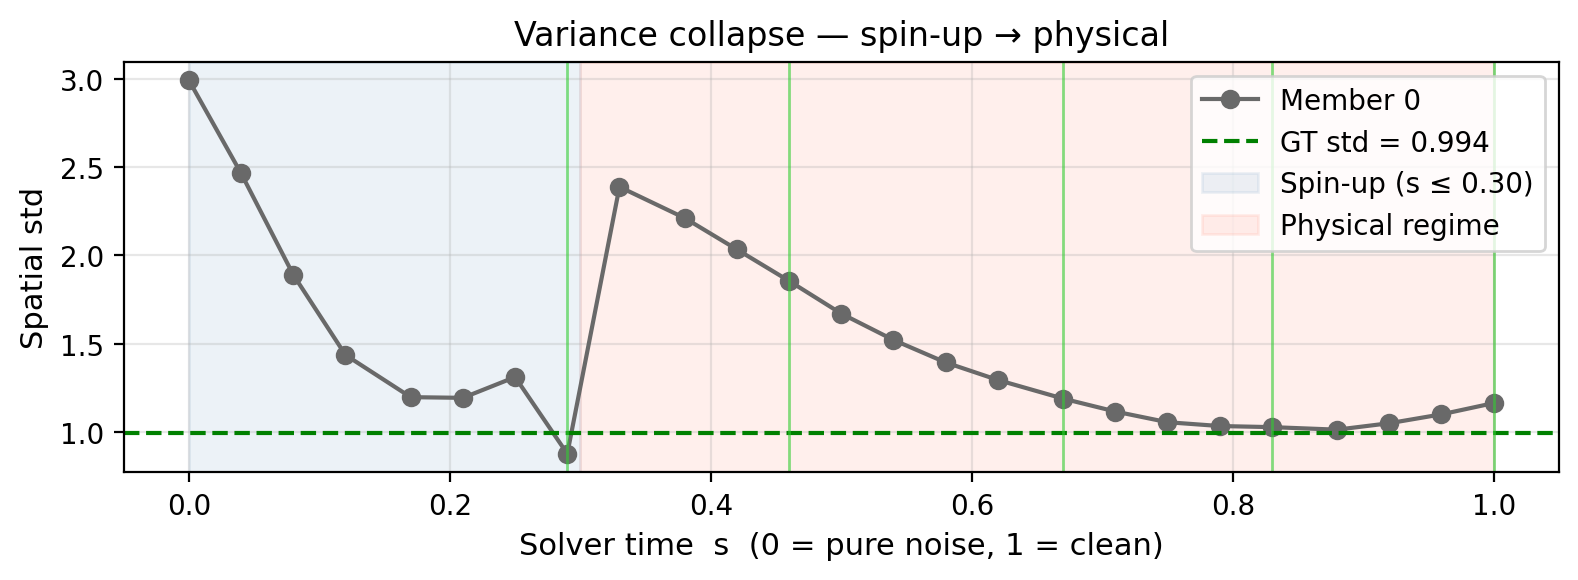 Variance collapse — spin-up → physical
3.0
2.5
2.0
1.5
1.0
Spatial std
Member 0
GT std = 0.994
Spin-up (s ≤ 0.30)
Physical regime
0.0 0.2 0.4 0.6 0.8 1.0
Solver time s (0 = pure noise, 1 = clean)